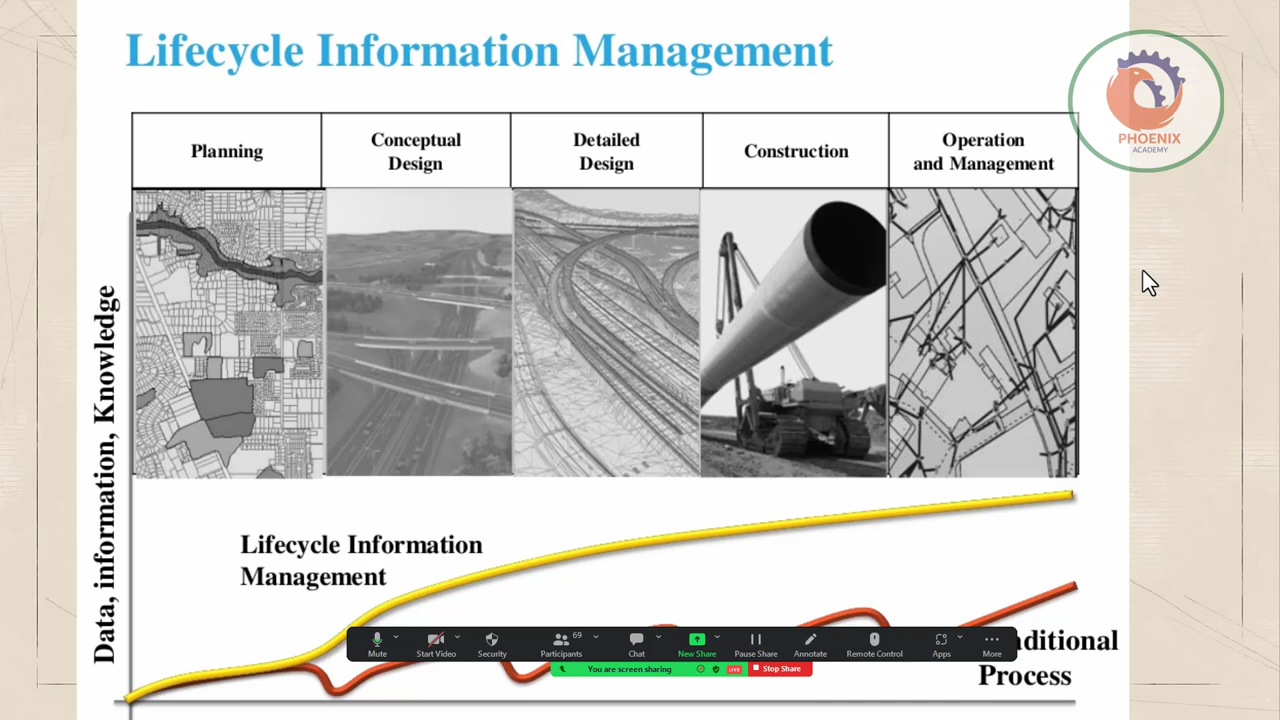 Lifecycle Information Management
PHOENIX
ACADEMY
Planning
Conceptual
Design
Detailed
Design
Construction
Operation
and Management
Data, information, Knowledge
Lifecycle Information
Management
Process
Mute
Start Video
Security
Participants
69
Chat
New Share
Pause Share
Annotate
Remote Control
Apps
More
You are screen sharing
LIVE
Stop Share